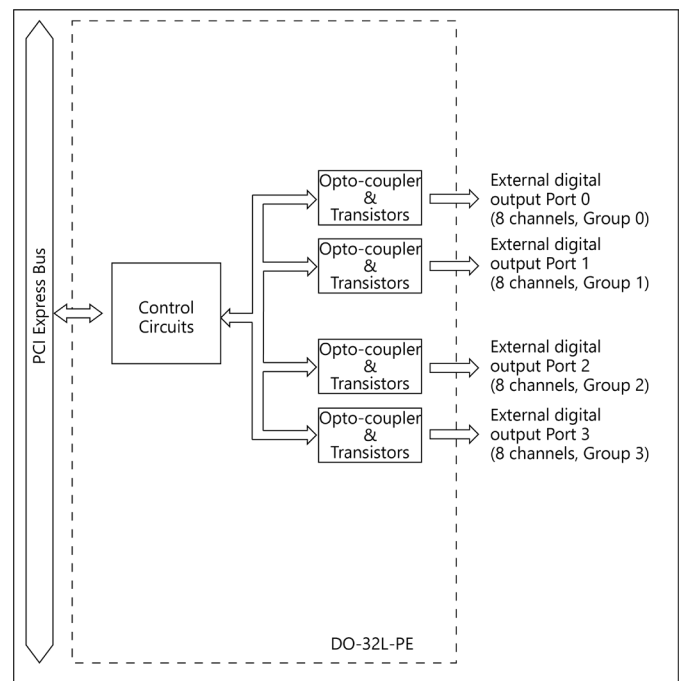 PCI Express Bus
Control
Circuits
Opto-coupler
&
Transistors
External digital
output Port 0
(8 channels, Group 0)
Opto-coupler
&
Transistors
External digital
output Port 1
(8 channels, Group 1)
Opto-coupler
&
Transistors
External digital
output Port 2
(8 channels, Group 2)
Opto-coupler
&
Transistors
External digital
output Port 3
(8 channels, Group 3)
DO-32L-PE